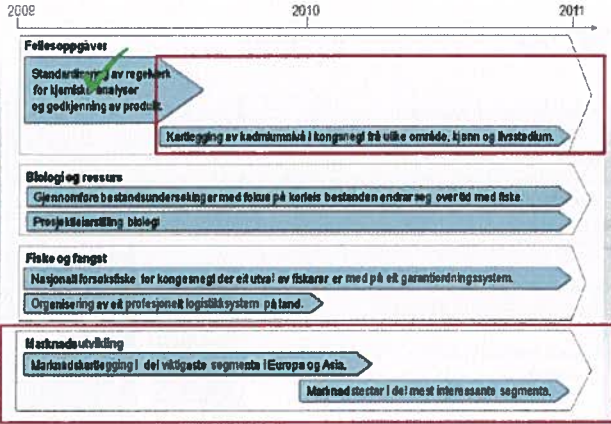 2009 2010 2011
Fellesoppgåver
Standardisering av regelverk
for kjemiske analyser
og godkjenning av produkt.
Kartlegging av kadmiumnivå i kongsnegl frå ulike område, kjønn og livsstadium.
Biologi og ressurs
Gjennomføre bestandsundersøkingar med fokus på korleis bestanden endrar seg over tid med fiske.
Prosjektleiarstilling biologi
Fiske og fangst
Nasjonalt forsøksfiske for kongesnegl der eit utval av fiskarar er med på eit garantiordningssystem.
Organisering av eit profesjonelt logistikksystem på land.
Marknadsutvikling
Marknadskartlegging i dei viktigaste segmenta i Europa og Asia.
Marknadstestar i dei mest interessante segmenta.